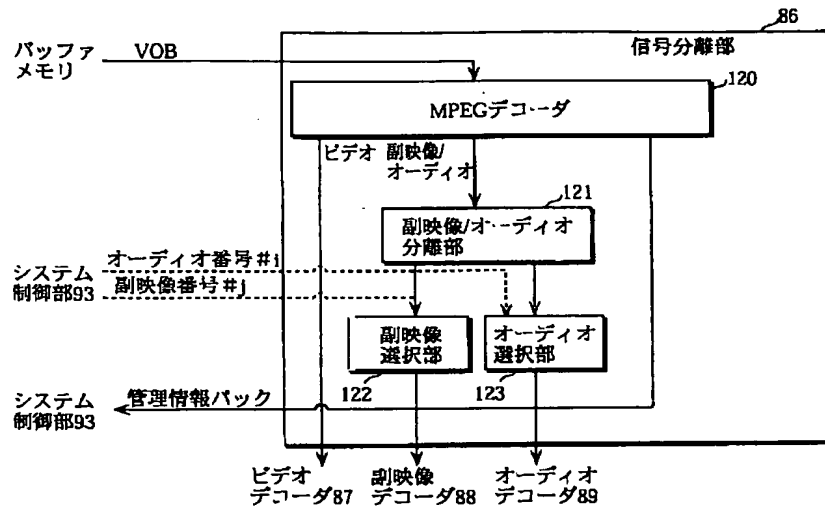 86
信号分離部
バッファ
メモリ
VOB
120
MPEGデコーダ
ビデオ
副映像/
オーディオ
121
副映像/オーディオ
分離部
オーディオ番号#i
システム
制御部93
副映像番号#j
副映像
選択部
オーディオ
選択部
122
123
システム
制御部93
管理情報パック
ビデオ
デコーダ87
副映像
デコーダ88
オーディオ
デコーダ89